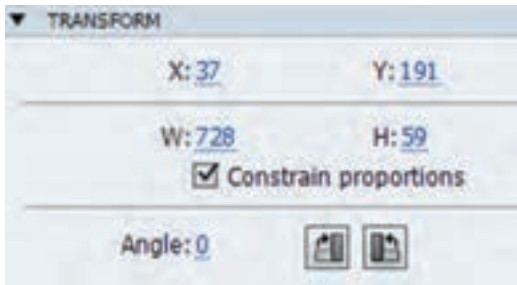 TRANSFORM
X: 37 Y: 191
W: 728 H: 59
Constrain proportions
Angle: 0